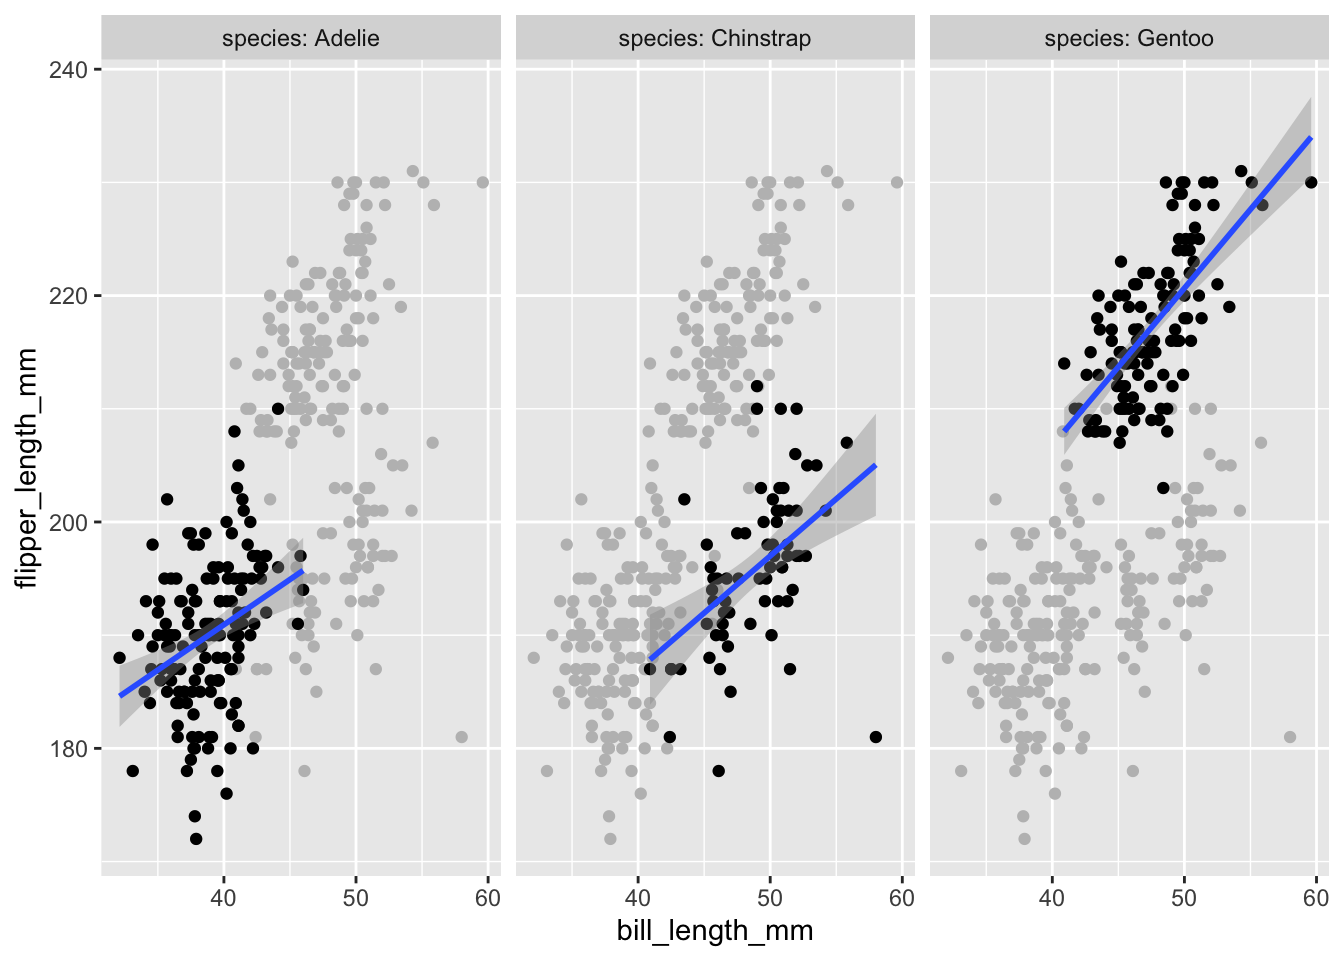 species: Adelie
species: Chinstrap
species: Gentoo
240
220
200
180
flipper_length_mm
40 50 60
40 50 60
40 50 60
bill_length_mm